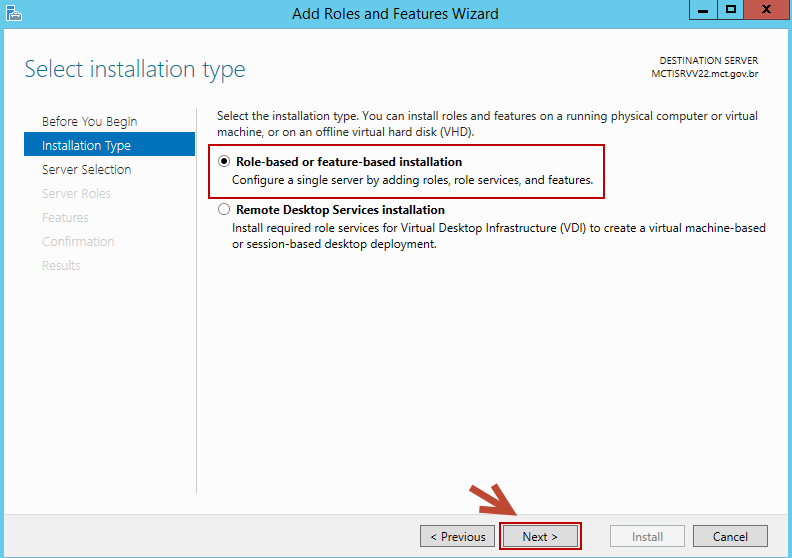 Add Roles and Features Wizard
Select installation type
DESTINATION SERVER
MCTISRVV22.mct.gov.br
Before You Begin
Installation Type
Server Selection
Server Roles
Features
Confirmation
Results
Select the installation type. You can install roles and features on a running physical computer or virtual
machine, or on an offline virtual hard disk (VHD).
Role-based or feature-based installation
Configure a single server by adding roles, role services, and features.
Remote Desktop Services installation
Install required role services for Virtual Desktop Infrastructure (VDI) to create a virtual machine-based
or session-based desktop deployment.
< Previous
Next >
Install
Cancel